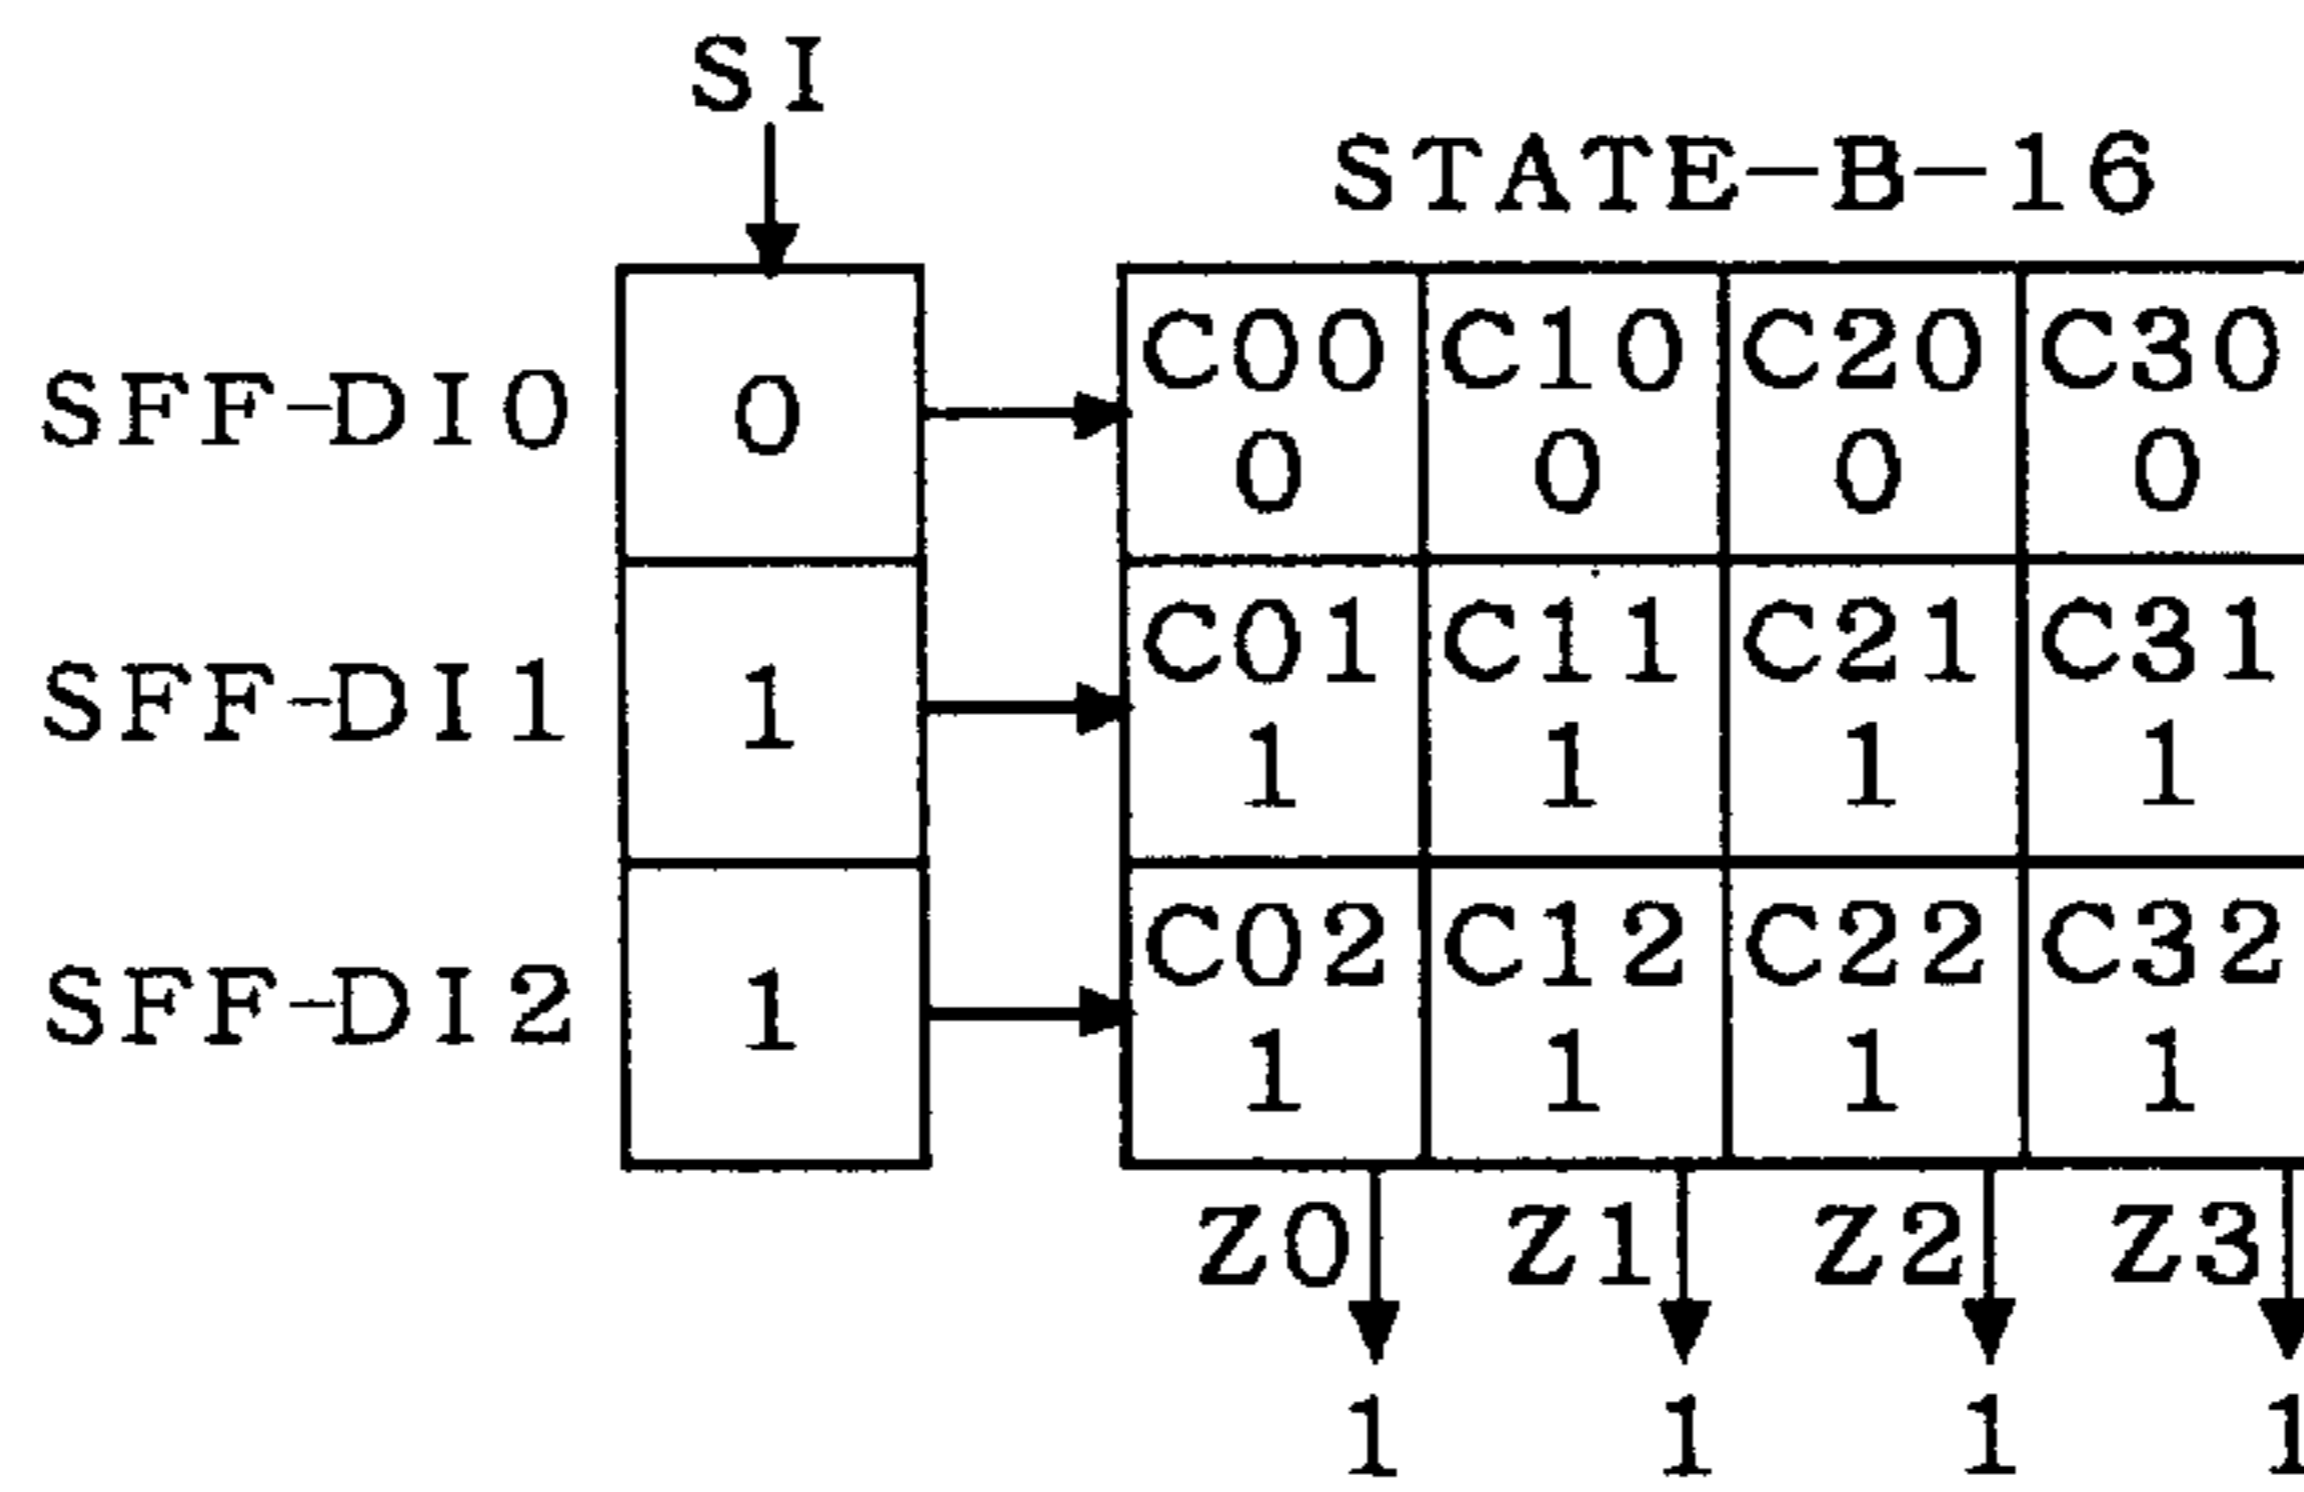 SI
STATE-B-16
C00 C10 C20 C30
SFF-DI0 0 0 0 0 0
C01 C11 C21 C31
SFF-DI1 1 1 1 1 1
C02 C12 C22 C32
SFF-DI2 1 1 1 1 1
Z0 Z1 Z2 Z3
1 1 1 1